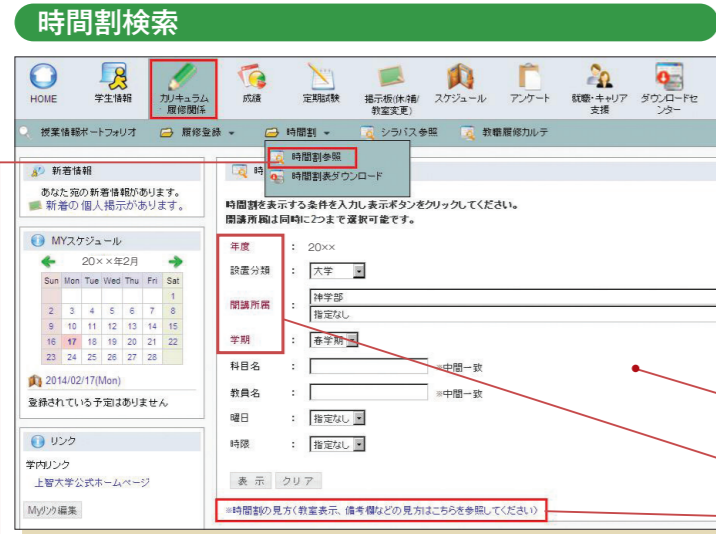 時間割検索
HOME
学生情報
カリキュラム
・履修関係
成績
定期試験
掲示板(休・補/
教室変更)
スケジュール
アンケート
就職・キャリア
支援
ダウンロードセ
ンター
授業情報ポートフォリオ
履修登録
時間割
シラバス参照
教職履修カルテ
時間割参照
時間割表ダウンロード
新着情報
時
あなた宛の新着情報があります。
新着の個人掲示があります。
時間割を表示する条件を入力し表示ボタンをクリックしてください。
開講所属は同時に2つまで選択可能です。
MYスケジュール
20××年2月
Sun Mon Tue Wed Thu Fri Sat
1
2 3 4 5 6 7 8
9 10 11 12 13 14 15
16 17 18 19 20 21 22
23 24 25 26 27 28
2014/02/17(Mon)
登録されている予定はありません
リンク
学内リンク
上智大学公式ホームページ
Myリンク編集
年度 : 20××
設置分類 : 大学
開講所属 : 神学部
指定なし
学期 : 春学期
科目名 : ※中間一致
教員名 : ※中間一致
曜日 : 指定なし
時限 : 指定なし
表 示 クリア
※時間割の見方(教室表示、備考欄などの見方はこちらを参照してください)